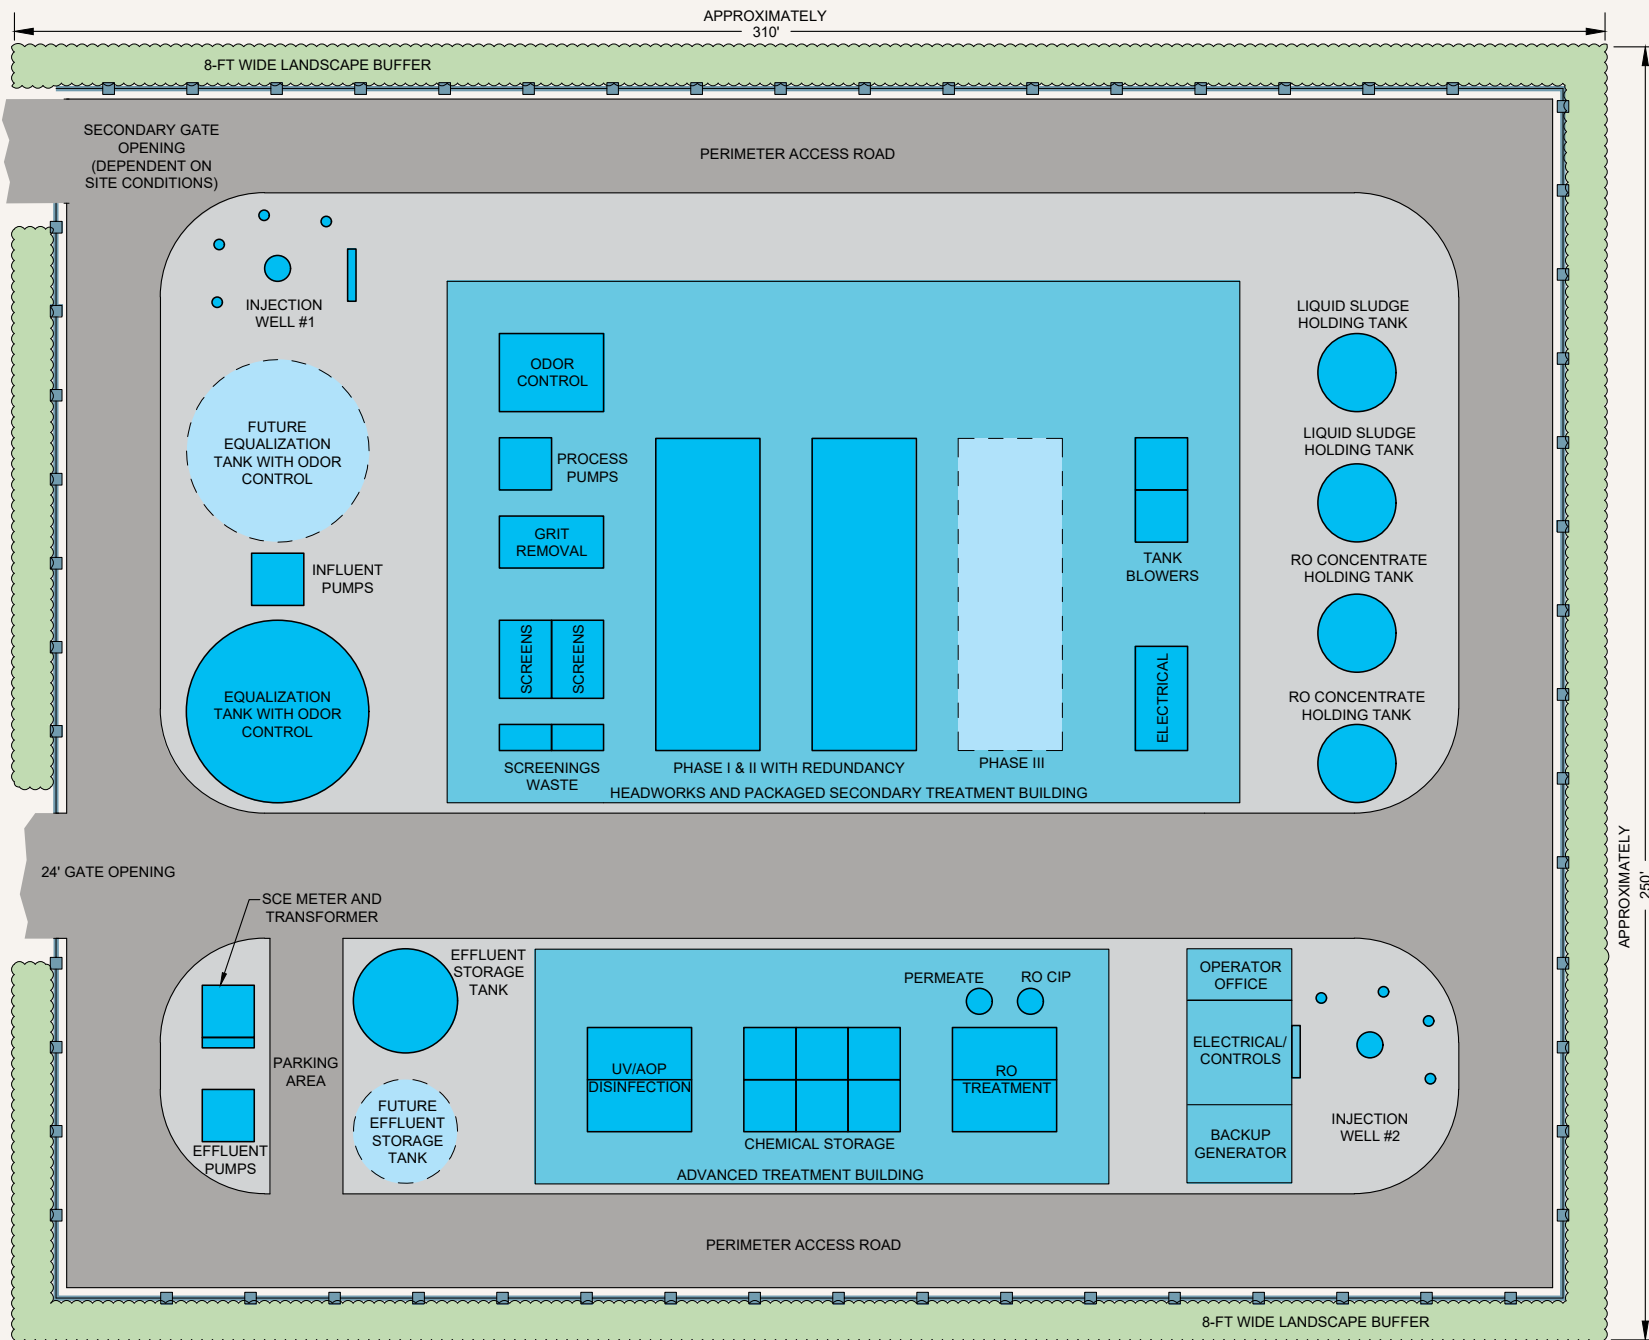 APPROXIMATELY
310'
8-FT WIDE LANDSCAPE BUFFER
SECONDARY GATE
OPENING
(DEPENDENT ON
SITE CONDITIONS)
PERIMETER ACCESS ROAD
INJECTION
WELL #1
FUTURE
EQUALIZATION
TANK WITH ODOR
CONTROL
INFLUENT
PUMPS
EQUALIZATION
TANK WITH ODOR
CONTROL
ODOR
CONTROL
PROCESS
PUMPS
GRIT
REMOVAL
SCREENS
SCREENS
SCREENINGS
WASTE
PHASE I & II WITH REDUNDANCY
PHASE III
TANK
BLOWERS
ELECTRICAL
HEADWORKS AND PACKAGED SECONDARY TREATMENT BUILDING
LIQUID SLUDGE
HOLDING TANK
LIQUID SLUDGE
HOLDING TANK
RO CONCENTRATE
HOLDING TANK
RO CONCENTRATE
HOLDING TANK
APPROXIMATELY
250'
24' GATE OPENING
SCE METER AND
TRANSFORMER
EFFLUENT
PUMPS
PARKING
AREA
EFFLUENT
STORAGE
TANK
FUTURE
EFFLUENT
STORAGE
TANK
UV/AOP
DISINFECTION
CHEMICAL STORAGE
PERMEATE
RO CIP
RO
TREATMENT
ADVANCED TREATMENT BUILDING
OPERATOR
OFFICE
ELECTRICAL/
CONTROLS
BACKUP
GENERATOR
INJECTION
WELL #2
PERIMETER ACCESS ROAD
8-FT WIDE LANDSCAPE BUFFER